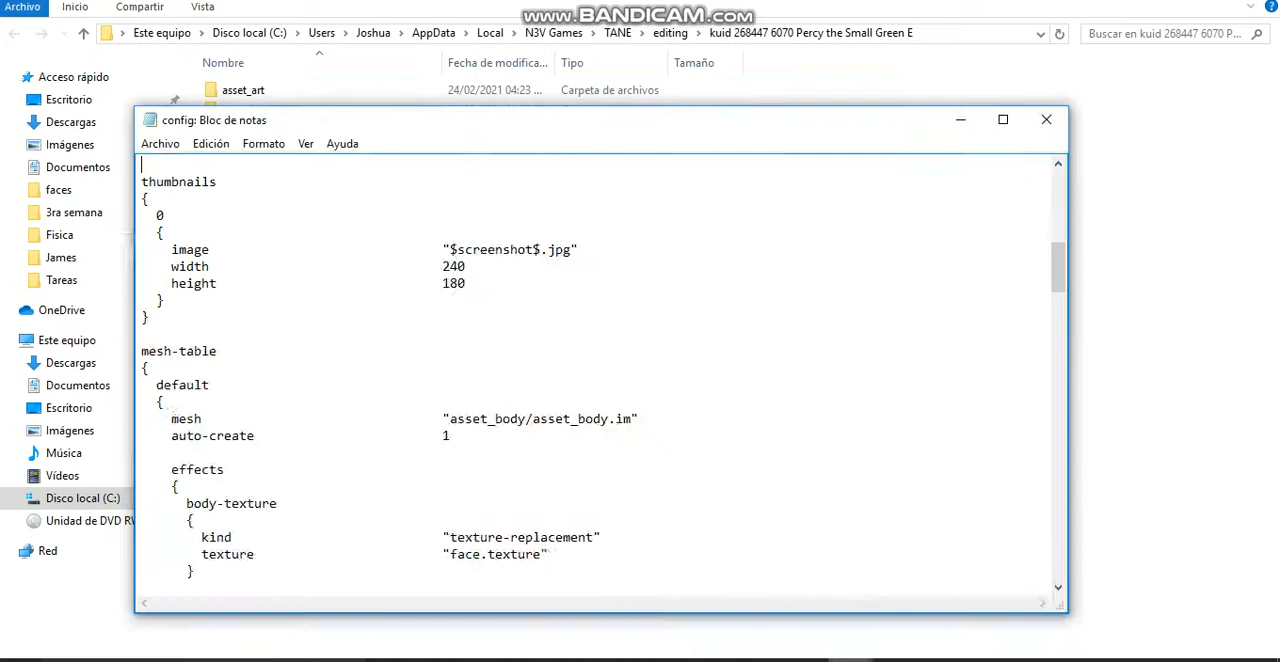 Archivo Inicio Compartir Vista
www.BANDICAM.com
Este equipo Disco local (C:) Users Joshua AppData Local N3V Games TANE editing kuid 268447 6070 Percy the Small Green E
Buscar en kuid 268447 6070 P...
Nombre Fecha de modifica... Tipo Tamaño
asset_art 24/02/2021 04:23 ... Carpeta de archivos
Acceso rápido
Escritorio
Descargas
Imágenes
Documentos
faces
3ra semana
Fisica
James
Tareas
OneDrive
Este equipo
Descargas
Documentos
Escritorio
Imágenes
Música
Vídeos
Disco local (C:)
Unidad de DVD RW
Red
config: Bloc de notas
Archivo Edición Formato Ver Ayuda
thumbnails
{
0
{
image "$screenshot$.jpg"
width 240
height 180
}
}
mesh-table
{
default
{
mesh "asset_body/asset_body.im"
auto-create 1
effects
{
body-texture
{
kind "texture-replacement"
texture "face.texture"
}